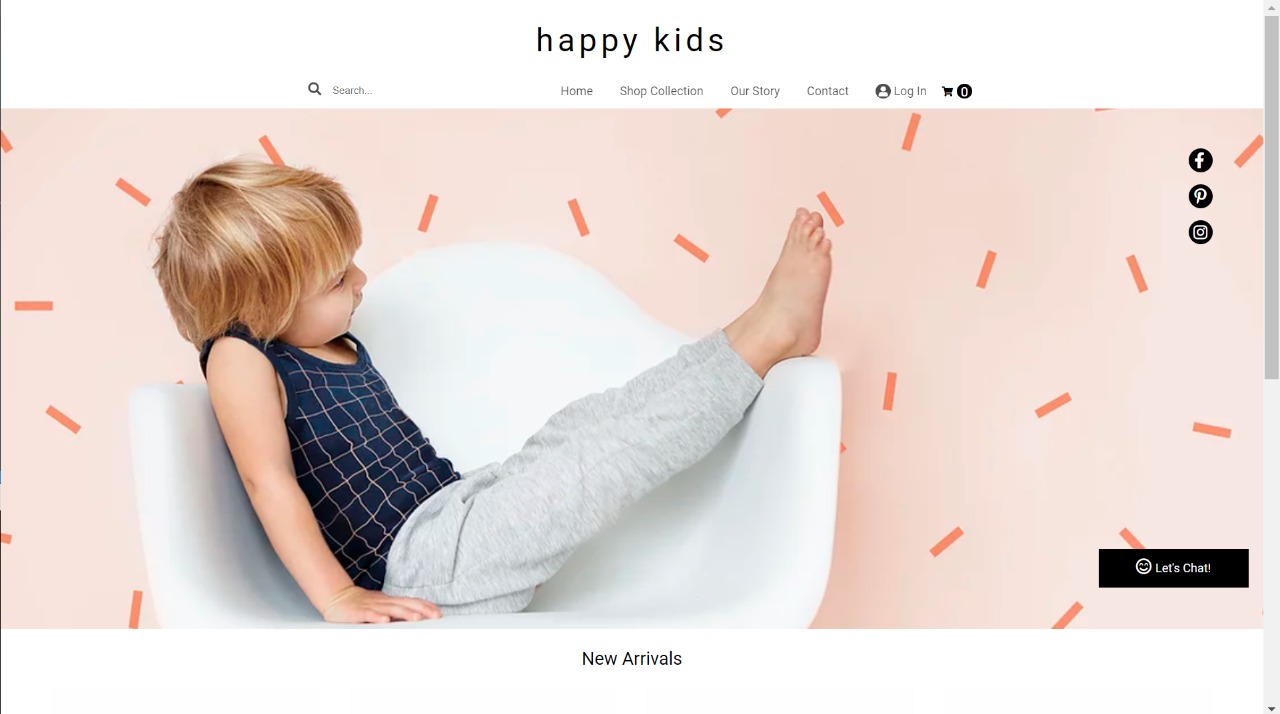 happy kids
Search...
Home Shop Collection Our Story Contact Log In 0
Let's Chat!
New Arrivals